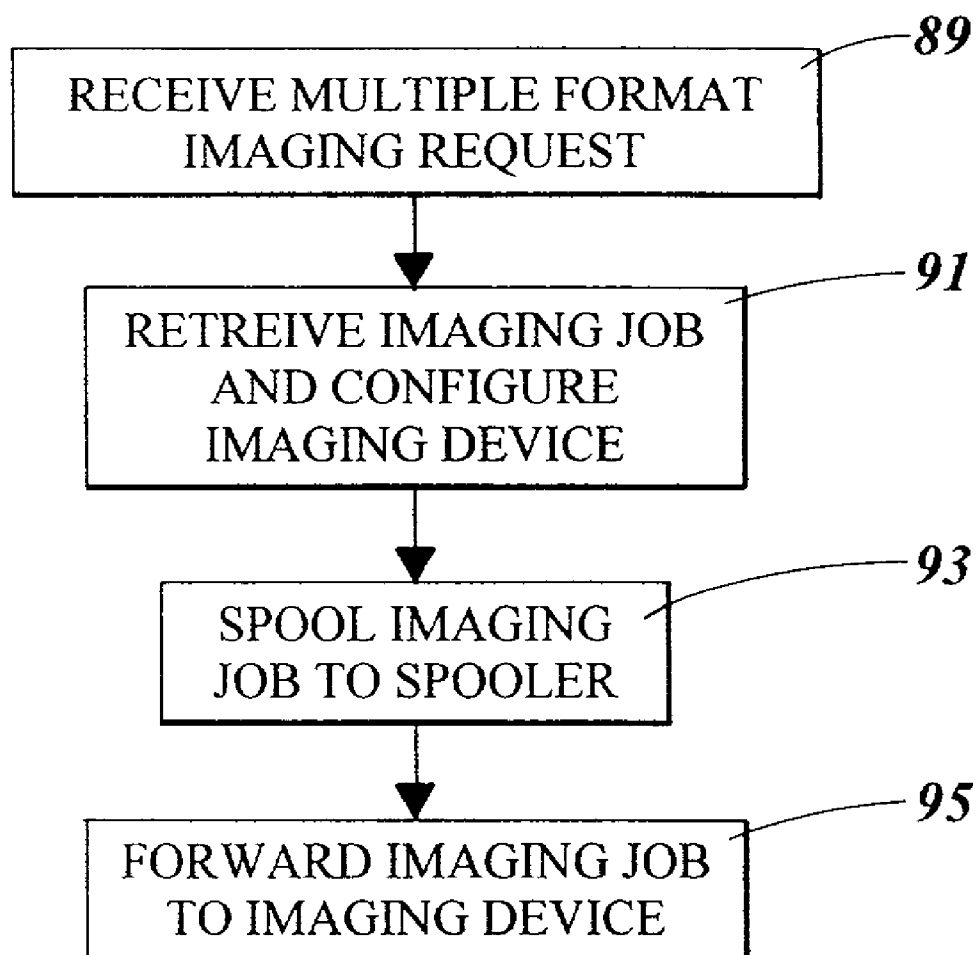 89
RECEIVE MULTIPLE FORMAT
IMAGING REQUEST
91
RETREIVE IMAGING JOB
AND CONFIGURE
IMAGING DEVICE
93
SPOOL IMAGING
JOB TO SPOOLER
95
FORWARD IMAGING JOB
TO IMAGING DEVICE